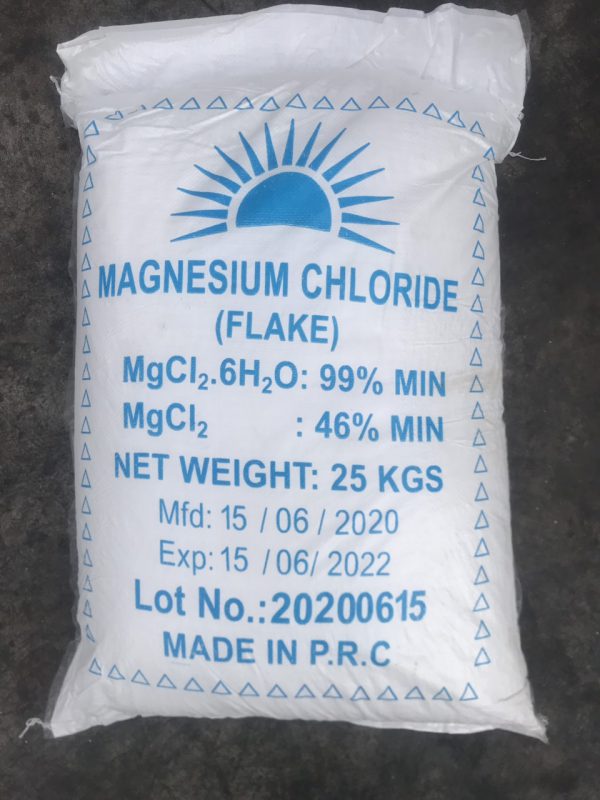 MAGNESIUM CHLORIDE
(FLAKE)
MgCl₂.6H₂O: 99% MIN
MgCl₂ : 46% MIN
NET WEIGHT: 25 KGS
Mfd: 15 / 06 / 2020
Exp: 15 / 06/ 2022
Lot No.: 20200615
MADE IN P.R.C